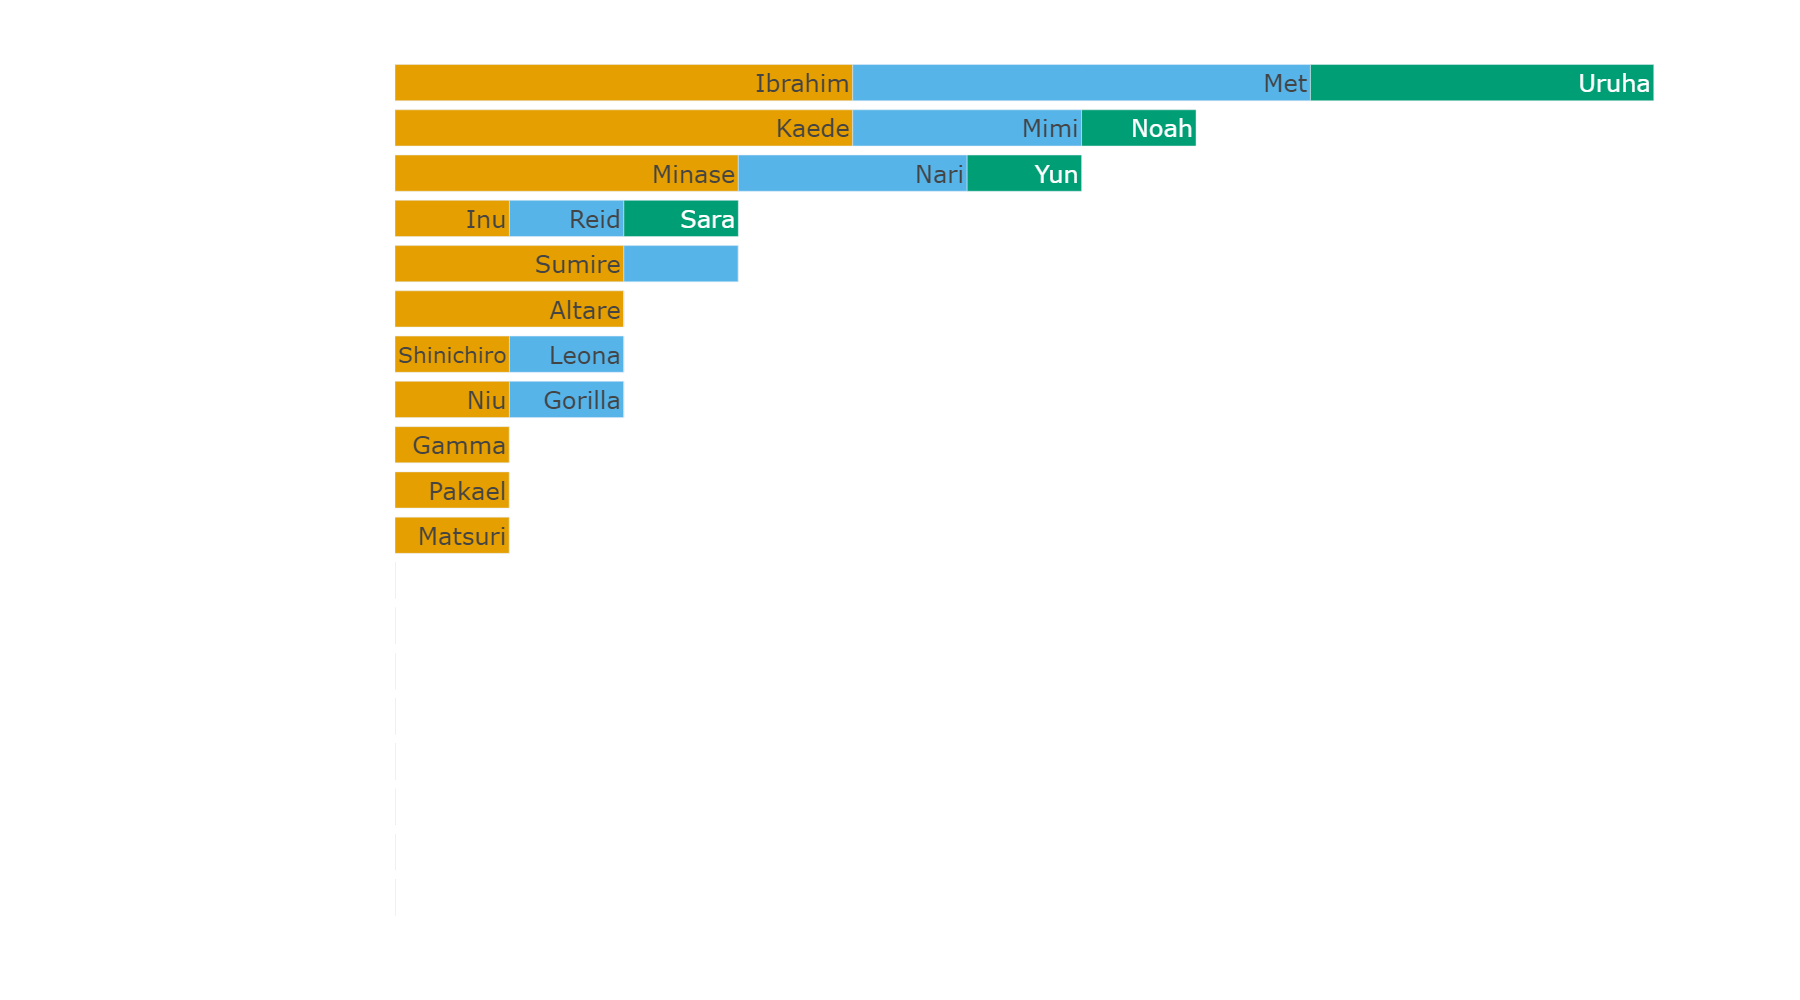 Ibrahim Met Uruha
Kaede Mimi Noah
Minase Nari Yun
Inu Reid Sara
Sumire
Altare
Shinichiro Leona
Niu Gorilla
Gamma
Pakael
Matsuri